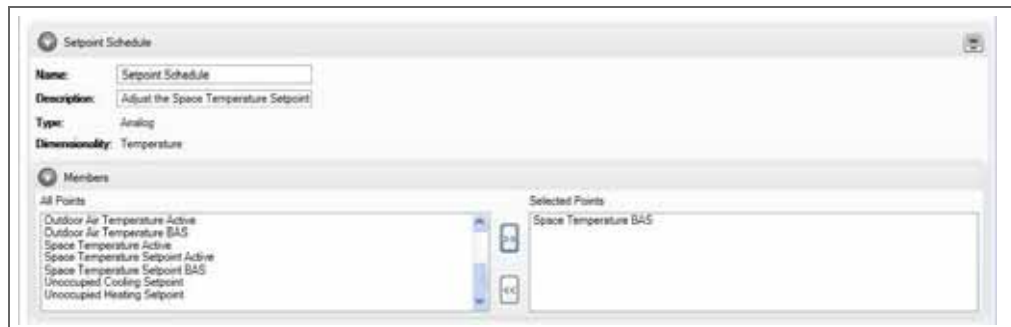 Setpoint Schedule
Name: Setpoint Schedule
Description: Adjust the Space Temperature Setpoint
Type: Analog
Dimensionality: Temperature
Members
All Points
Selected Points
Outdoor Air Temperature Active
Outdoor Air Temperature BAS
Space Temperature Active
Space Temperature Setpoint Active
Space Temperature Setpoint BAS
Unoccupied Cooling Setpoint
Unoccupied Heating Setpoint
>>
<<
Space Temperature BAS